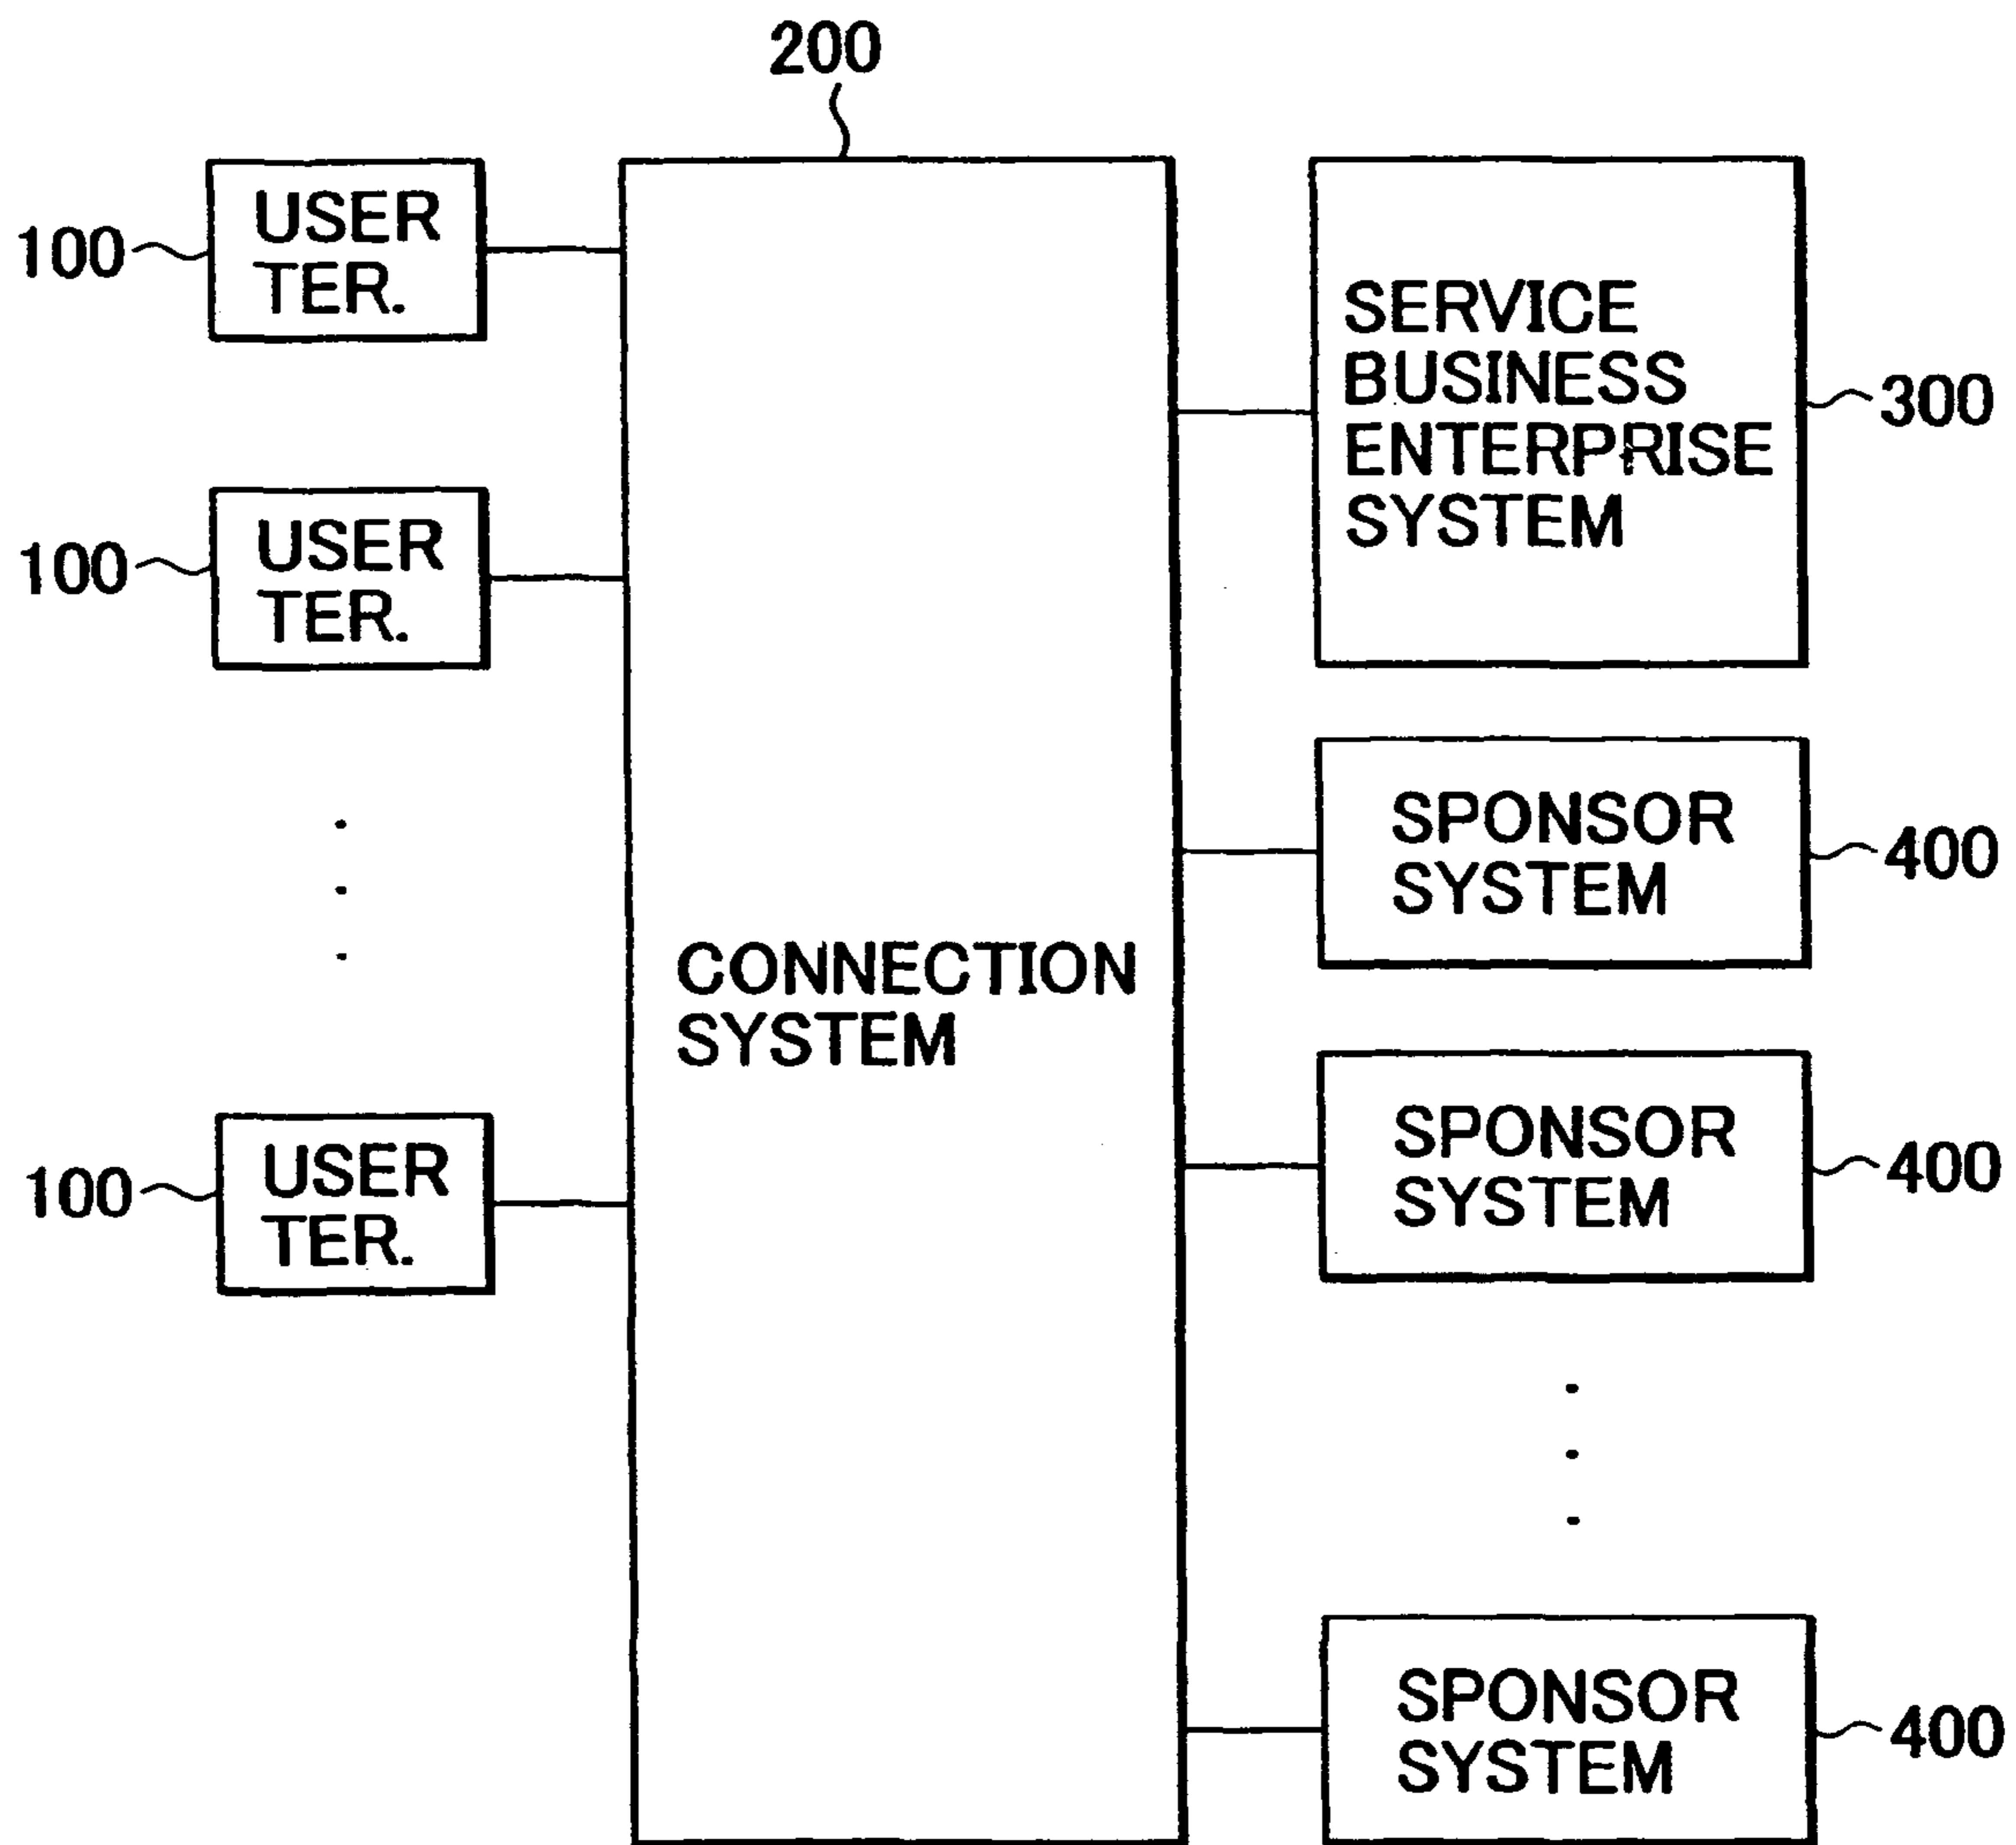 200
100
USER
TER.
100
USER
TER.
100
USER
TER.
CONNECTION
SYSTEM
SERVICE
BUSINESS
ENTERPRISE
SYSTEM
300
SPONSOR
SYSTEM
400
SPONSOR
SYSTEM
400
SPONSOR
SYSTEM
400